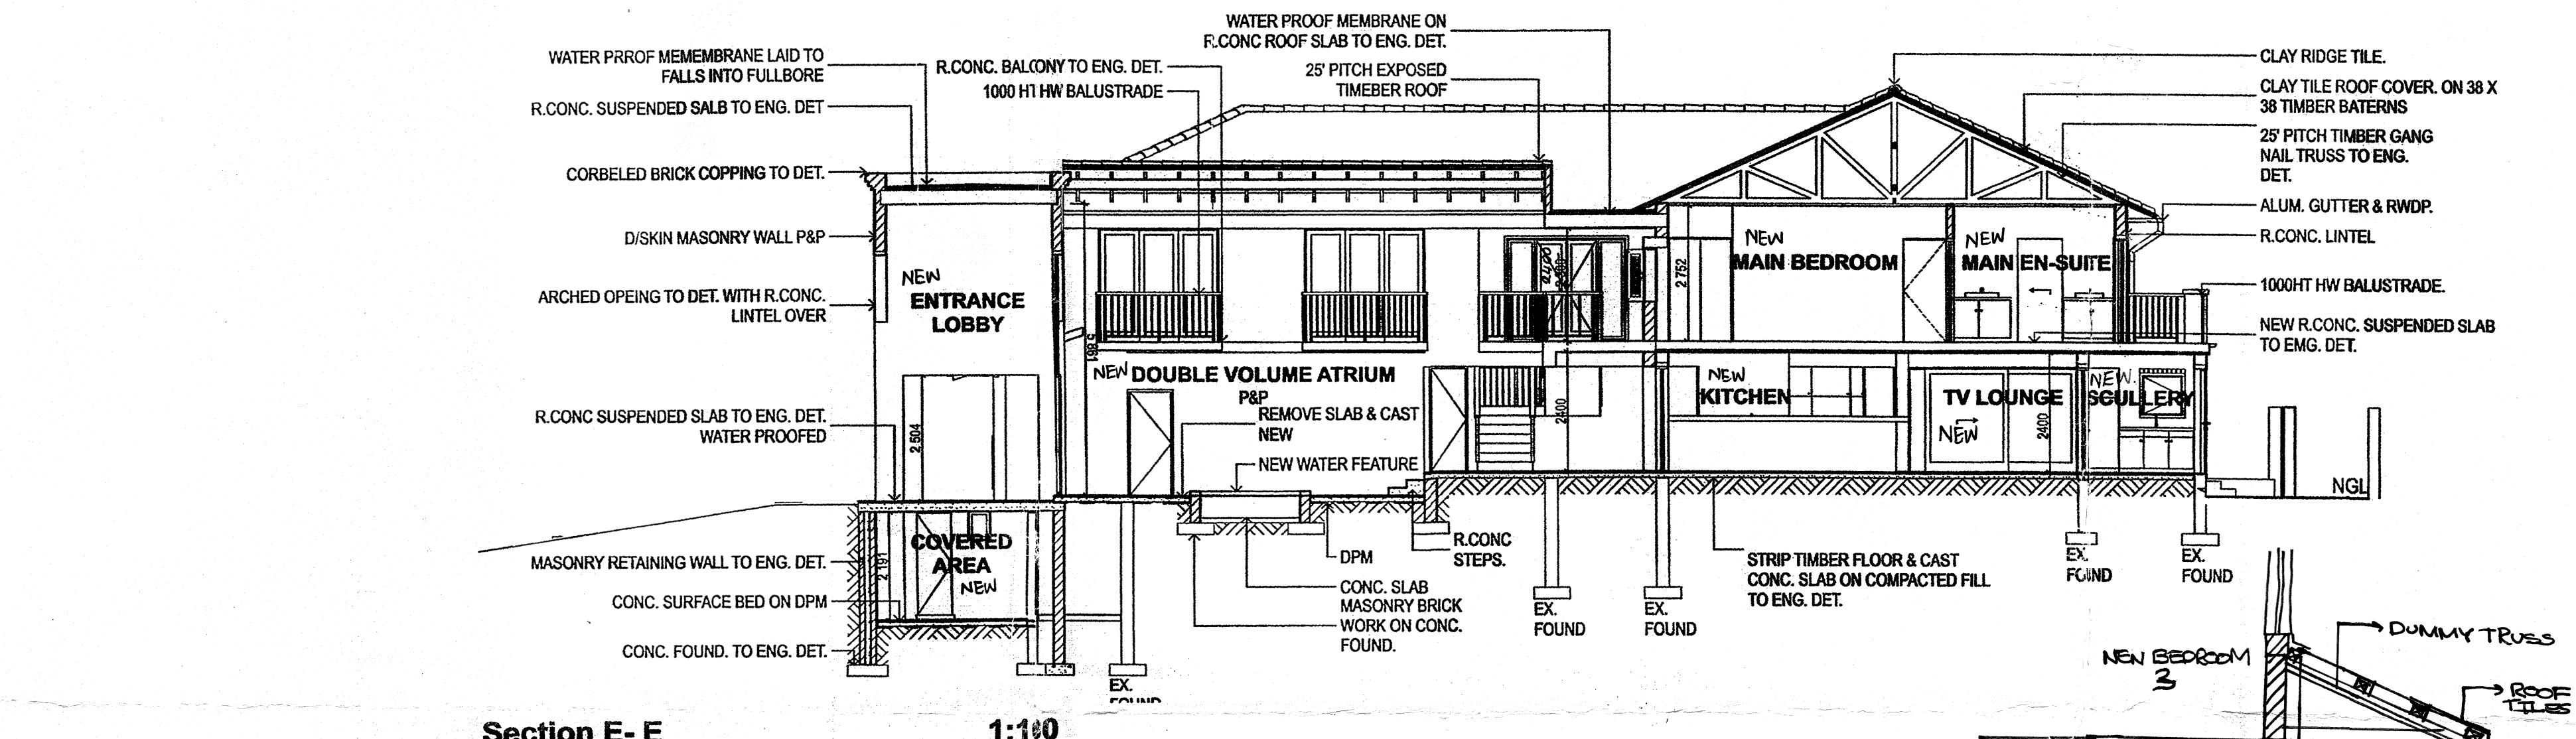 WATER PRROF MEMEMBRANE LAID TO
FALLS INTO FULLBORE
R.CONC. SUSPENDED SALB TO ENG. DET
CORBELED BRICK COPPING TO DET.
D/SKIN MASONRY WALL P&P
ARCHED OPEING TO DET. WITH R.CONC.
LINTEL OVER
R.CONC SUSPENDED SLAB TO ENG. DET.
WATER PROOFED
MASONRY RETAINING WALL TO ENG. DET.
CONC. SURFACE BED ON DPM
CONC. FOUND. TO ENG. DET.
R.CONC. BALCONY TO ENG. DET.
1000 HT HW BALUSTRADE
WATER PROOF MEMBRANE ON
R.CONC ROOF SLAB TO ENG. DET.
25' PITCH EXPOSED
TIMEBER ROOF
CLAY RIDGE TILE.
CLAY TILE ROOF COVER. ON 38 X
38 TIMBER BATERNS
25' PITCH TIMBER GANG
NAIL TRUSS TO ENG.
DET.
ALUM. GUTTER & RWDP.
R.CONC. LINTEL
1000HT HW BALUSTRADE.
NEW R.CONC. SUSPENDED SLAB
TO EMG. DET.
NEW
ENTRANCE
LOBBY
2 504
5 861
NEW DOUBLE VOLUME ATRIUM
P&P
REMOVE SLAB & CAST
NEW
NEW WATER FEATURE
2400
2400
NEW
MAIN BEDROOM
2 752
NEW
MAIN EN-SUITE
NEW
KITCHEN
TV LOUNGE
NEW
2400
NEW.
SCULLERY
NGL
COVERED
AREA
NEW
2 191
DPM
R.CONC
STEPS.
CONC. SLAB
MASONRY BRICK
WORK ON CONC.
FOUND.
STRIP TIMBER FLOOR & CAST
CONC. SLAB ON COMPACTED FILL
TO ENG. DET.
EX.
FOUND
EX.
FOUND
EX.
FOUND
EX.
FOUND
EX.
FOUND
DUMMY TRUSS
NEW BEDROOM
3
ROOF
TILES
Section E- E
1:100